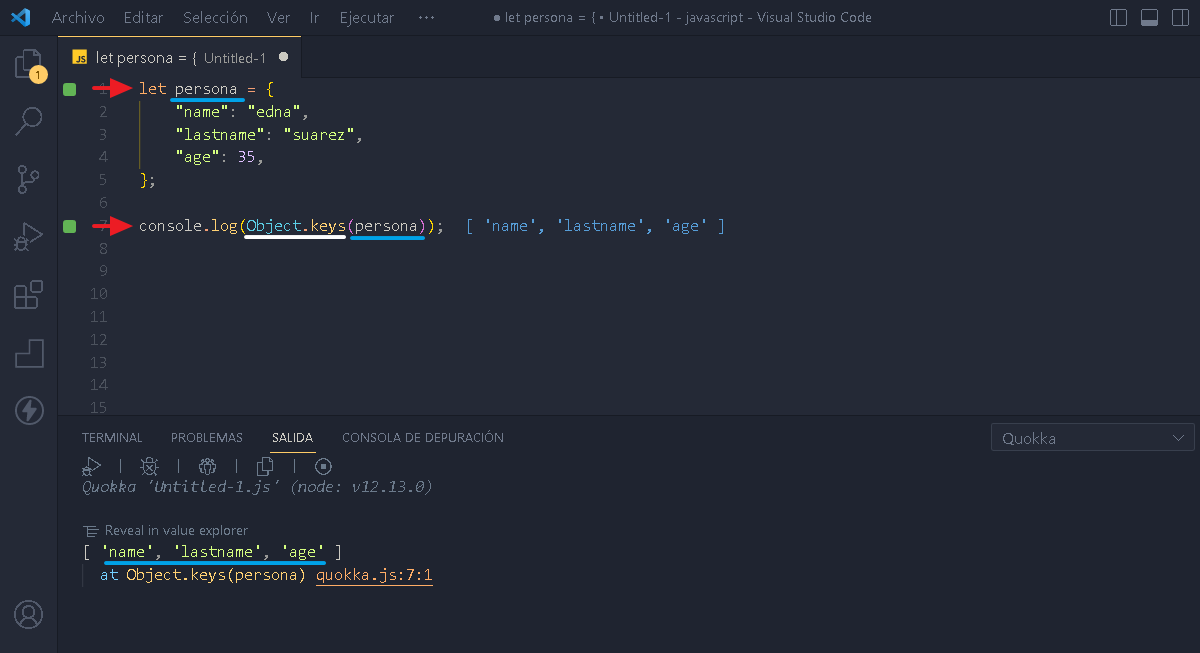 Archivo Editar Selección Ver Ir Ejecutar ··· ● let persona = { • Untitled-1 - javascript - Visual Studio Code
JS let persona = { Untitled-1 ●
1
1 let persona = {
2 "name": "edna",
3 "lastname": "suarez",
4 "age": 35,
5 };
6
7 console.log(Object.keys(persona)); [ 'name', 'lastname', 'age' ]
8
9
10
11
12
13
14
15
TERMINAL PROBLEMAS SALIDA CONSOLA DE DEPURACIÓN Quokka
Quokka 'Untitled-1.js' (node: v12.13.0)
Reveal in value explorer
[ 'name', 'lastname', 'age' ]
at Object.keys(persona) quokka.js:7:1